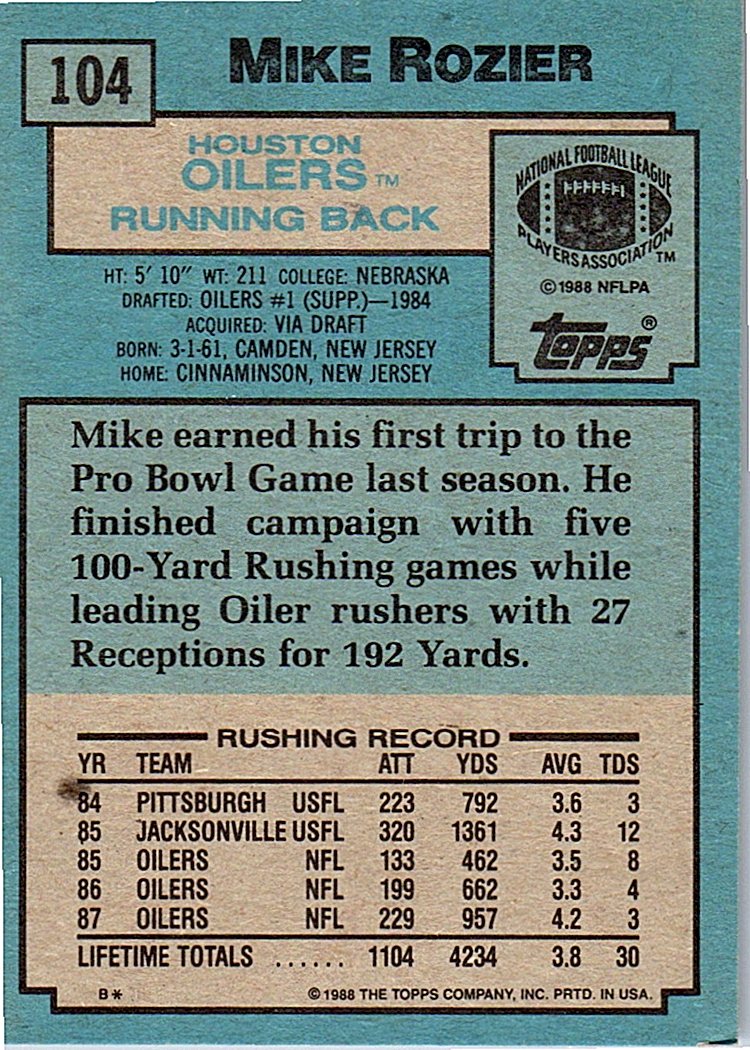 104
MIKE ROZIER
HOUSTON
OILERS™
RUNNING BACK
NATIONAL FOOTBALL LEAGUE
PLAYERS ASSOCIATION™
©1988 NFLPA
topps®
HT: 5' 10" WT: 211 COLLEGE: NEBRASKA
DRAFTED: OILERS #1 (SUPP.)—1984
ACQUIRED: VIA DRAFT
BORN: 3-1-61, CAMDEN, NEW JERSEY
HOME: CINNAMINSON, NEW JERSEY
Mike earned his first trip to the
Pro Bowl Game last season. He
finished campaign with five
100-Yard Rushing games while
leading Oiler rushers with 27
Receptions for 192 Yards.
RUSHING RECORD
YR TEAM ATT YDS AVG TDS
84 PITTSBURGH USFL 223 792 3.6 3
85 JACKSONVILLE USFL 320 1361 4.3 12
85 OILERS NFL 133 462 3.5 8
86 OILERS NFL 199 662 3.3 4
87 OILERS NFL 229 957 4.2 3
LIFETIME TOTALS ...... 1104 4234 3.8 30
B* ©1988 THE TOPPS COMPANY, INC. PRTD. IN USA.